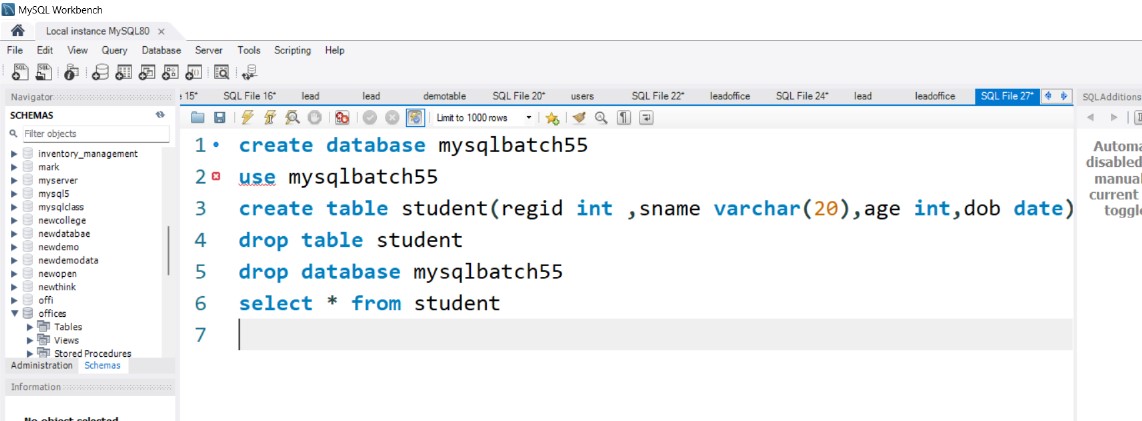 MySQL Workbench
Local instance MySQL80 ×
File Edit View Query Database Server Tools Scripting Help
Navigator
SCHEMAS
Filter objects
inventory_management
mark
myserver
mysql5
mysqlclass
newcollege
newdatabae
newdemo
newdemodata
newopen
newthink
offi
offices
Tables
Views
Stored Procedures
Administration Schemas
Information
No object selected
15* SQL File 16* lead lead demotable SQL File 20* users SQL File 22* leadoffice SQL File 24* lead leadoffice SQL File 27*
Limit to 1000 rows
1 create database mysqlbatch55
2 use mysqlbatch55
3 create table student(regid int ,sname varchar(20),age int,dob date)
4 drop table student
5 drop database mysqlbatch55
6 select * from student
7
SQLAdditions
Automa
disabled
manual
current
toggle